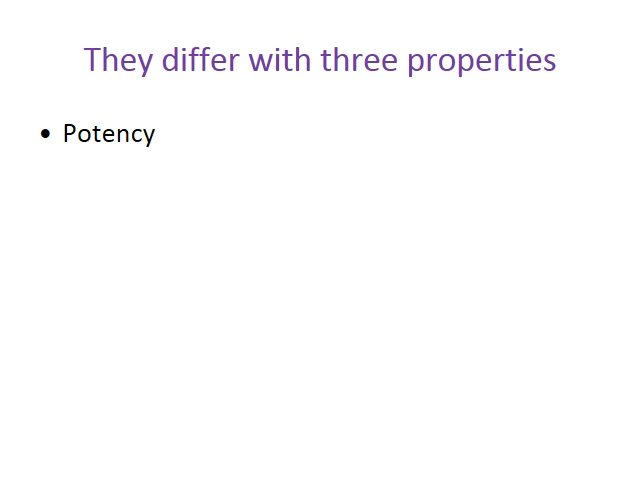 They differ with three properties
• Potency